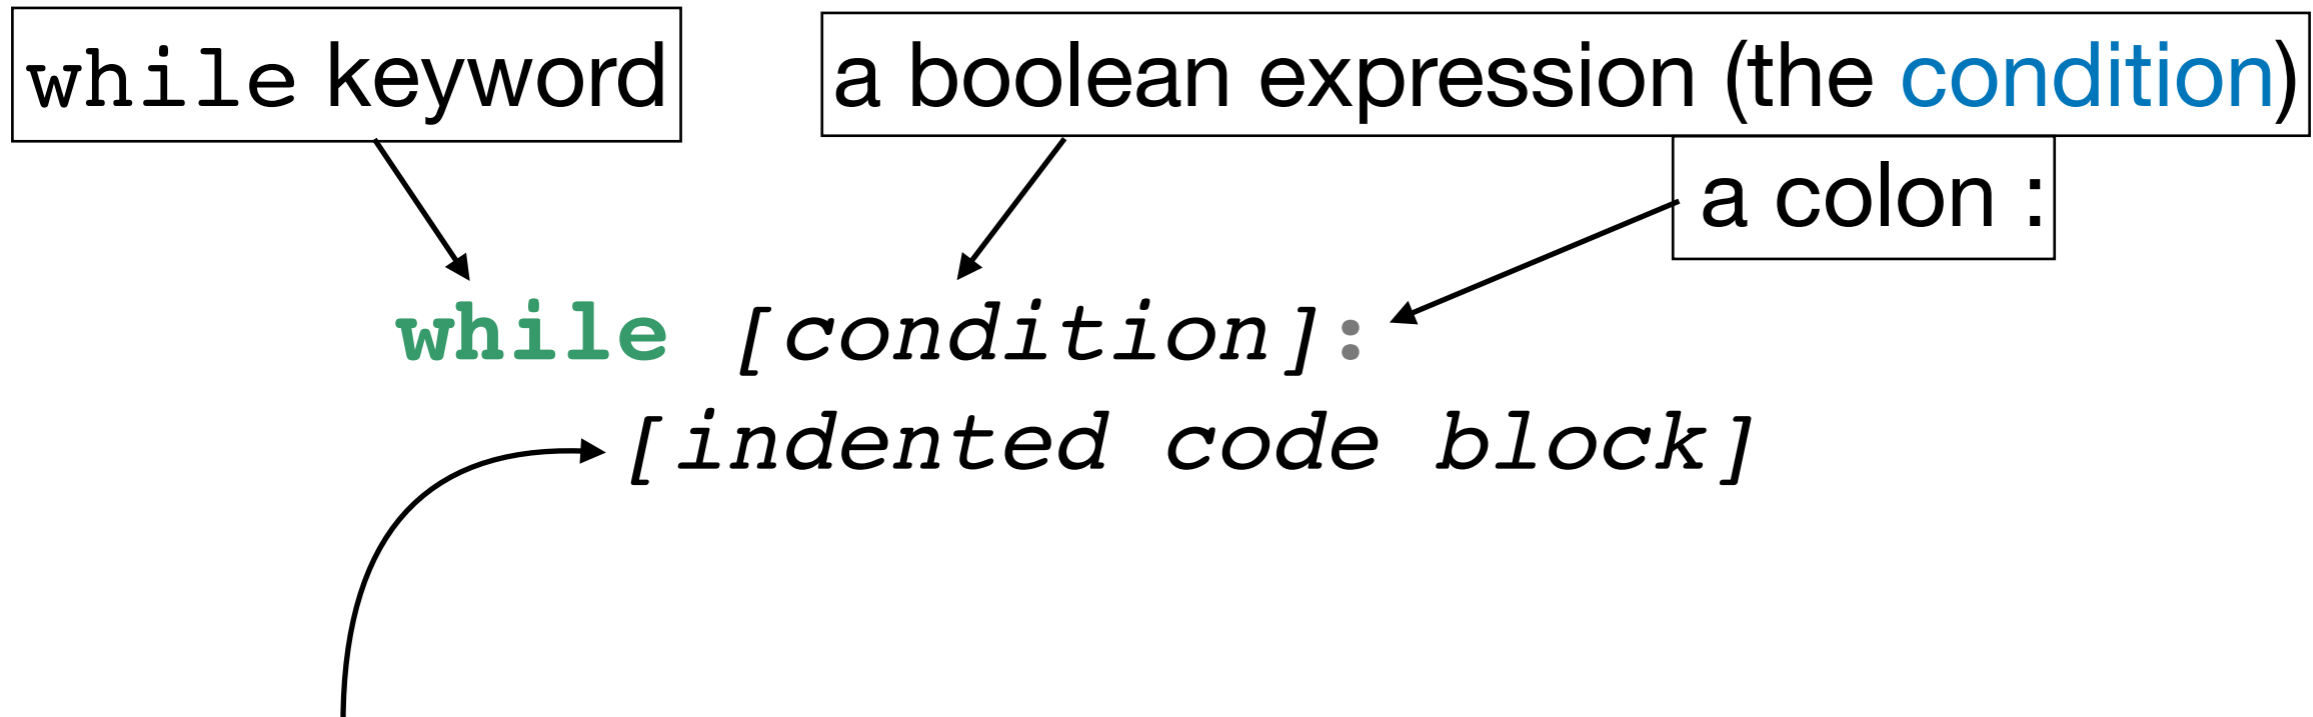 while keyword
a boolean expression (the condition)
a colon :
while [condition]:
[indented code block]